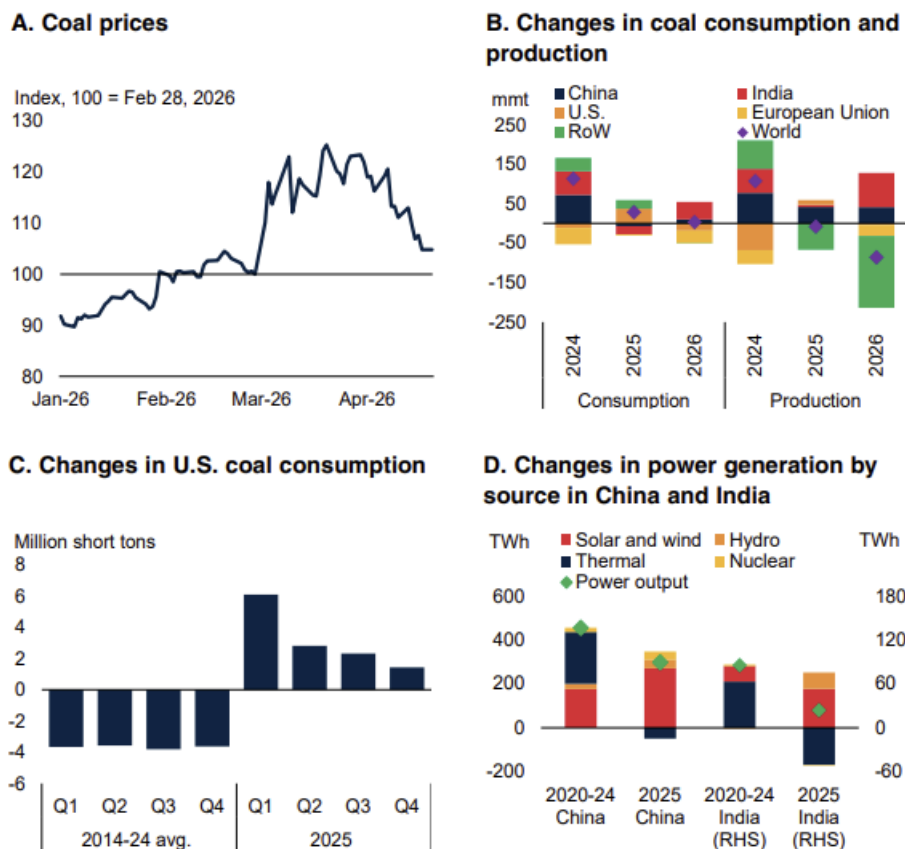 A. Coal prices
Index, 100 = Feb 28, 2026
130
120
110
100
90
80
Jan-26 Feb-26 Mar-26 Apr-26
B. Changes in coal consumption and
production
mmt
China India
U.S. European Union
RoW World
250
150
50
-50
-150
-250
2024 2025 2026 2024 2025 2026
Consumption Production
C. Changes in U.S. coal consumption
Million short tons
8
6
4
2
0
-2
-4
-6
Q1 Q2 Q3 Q4 Q1 Q2 Q3 Q4
2014-24 avg. 2025
D. Changes in power generation by
source in China and India
TWh TWh
Solar and wind Hydro
Thermal Nuclear
Power output
600 180
400 120
200 60
0 0
-200 -60
2020-24 2025 2020-24 2025
China China India India
(RHS) (RHS)